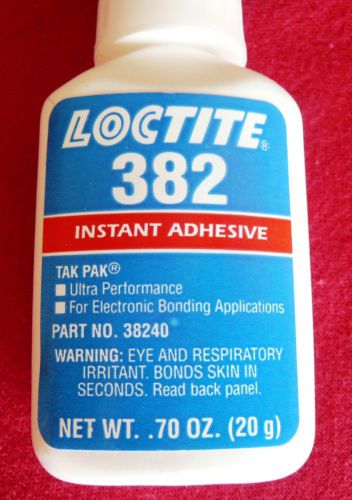 LOCTITE®
382
INSTANT ADHESIVE
TAK PAK®
■ Ultra Performance
■ For Electronic Bonding Applications
PART NO. 38240
WARNING: EYE AND RESPIRATORY
IRRITANT. BONDS SKIN IN
SECONDS. Read back panel.
NET WT. .70 OZ. (20 g)